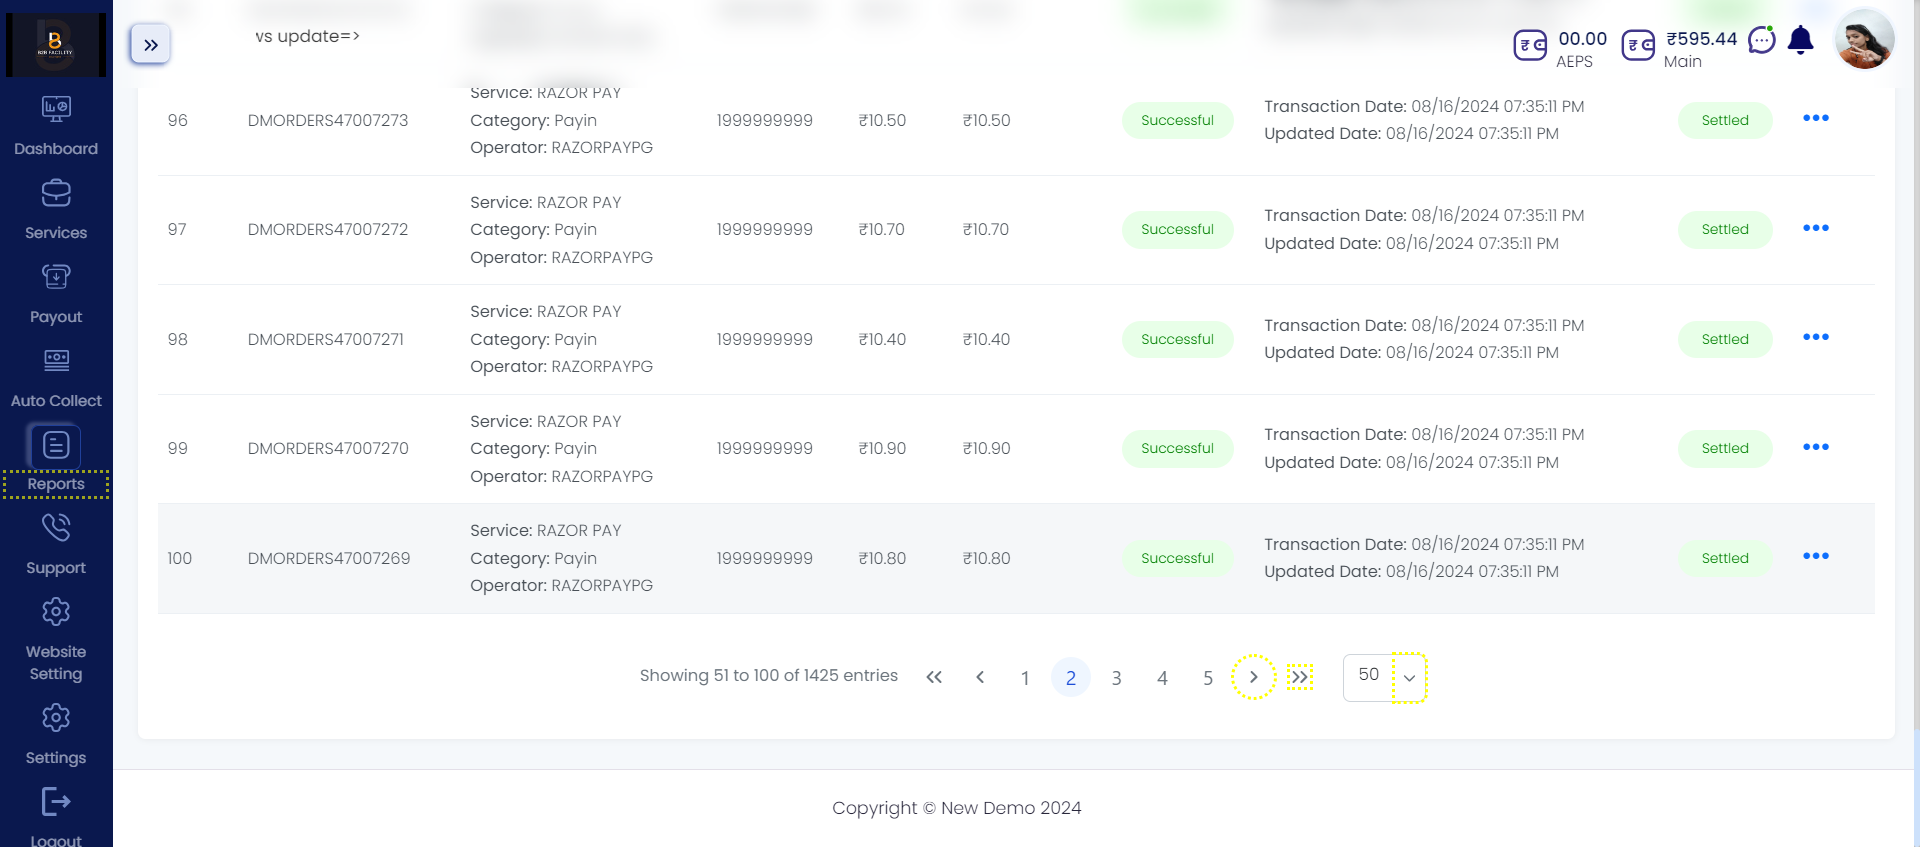 B2B FACILITY
vs update=>
00.00
AEPS
₹595.44
Main
Dashboard
Services
Payout
Auto Collect
Reports
Support
Website
Setting
Settings
Logout
Service: RAZOR PAY
96 DMORDERS47007273 Category: Payin 1999999999 ₹10.50 ₹10.50 Successful Transaction Date: 08/16/2024 07:35:11 PM Settled
Operator: RAZORPAYPG Updated Date: 08/16/2024 07:35:11 PM
Service: RAZOR PAY
97 DMORDERS47007272 Category: Payin 1999999999 ₹10.70 ₹10.70 Successful Transaction Date: 08/16/2024 07:35:11 PM Settled
Operator: RAZORPAYPG Updated Date: 08/16/2024 07:35:11 PM
Service: RAZOR PAY
98 DMORDERS47007271 Category: Payin 1999999999 ₹10.40 ₹10.40 Successful Transaction Date: 08/16/2024 07:35:11 PM Settled
Operator: RAZORPAYPG Updated Date: 08/16/2024 07:35:11 PM
Service: RAZOR PAY
99 DMORDERS47007270 Category: Payin 1999999999 ₹10.90 ₹10.90 Successful Transaction Date: 08/16/2024 07:35:11 PM Settled
Operator: RAZORPAYPG Updated Date: 08/16/2024 07:35:11 PM
Service: RAZOR PAY
100 DMORDERS47007269 Category: Payin 1999999999 ₹10.80 ₹10.80 Successful Transaction Date: 08/16/2024 07:35:11 PM Settled
Operator: RAZORPAYPG Updated Date: 08/16/2024 07:35:11 PM
Showing 51 to 100 of 1425 entries « ‹ 1 2 3 4 5 › » 50
Copyright © New Demo 2024